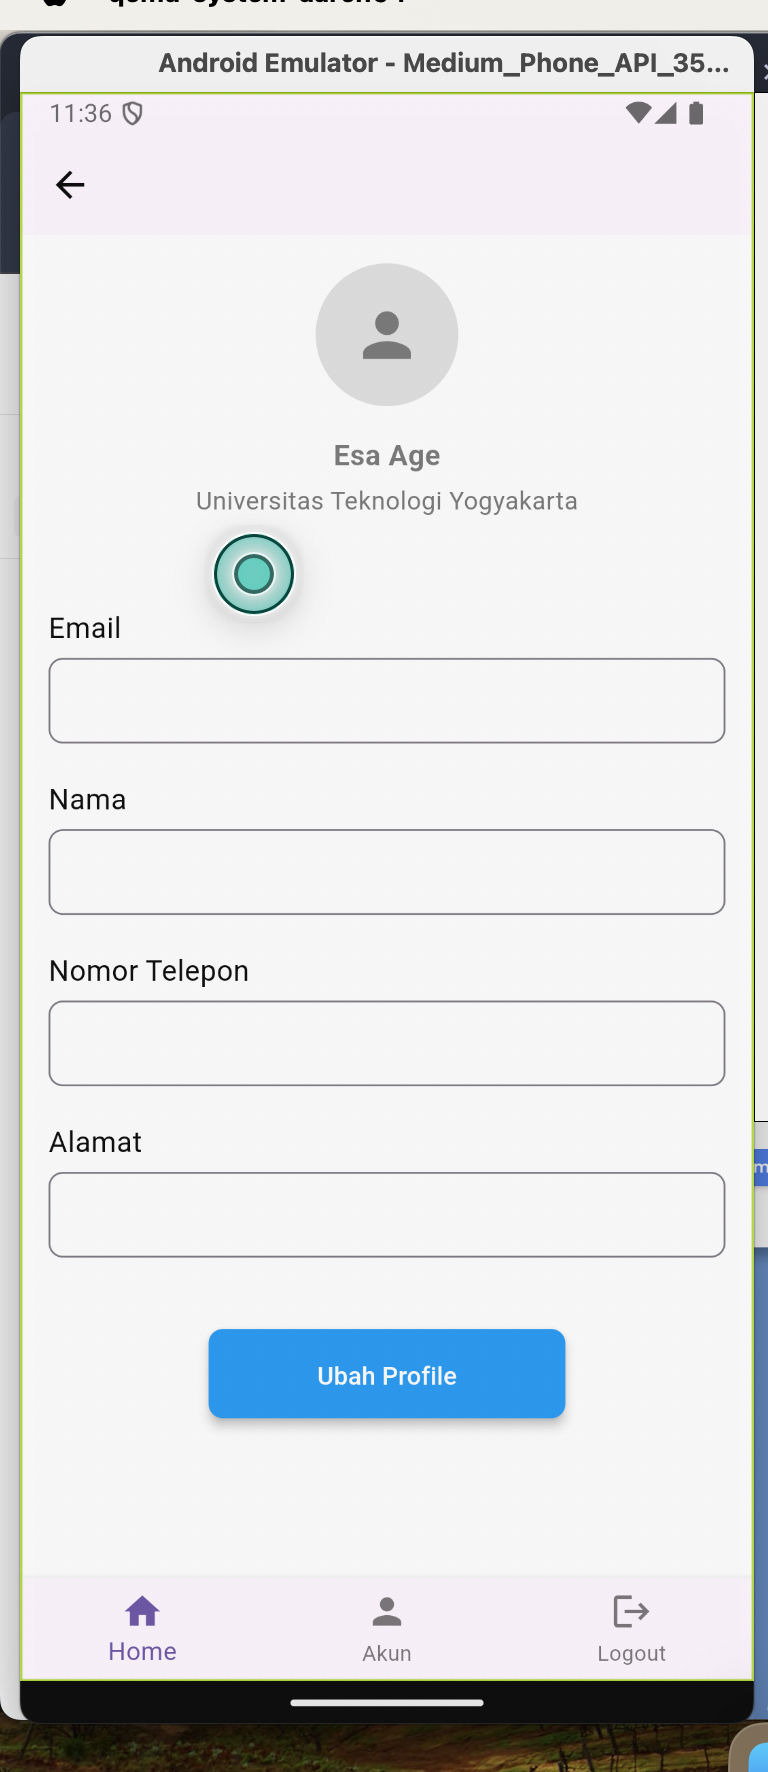 Android Emulator - Medium_Phone_API_35...
11:36
Esa Age
Universitas Teknologi Yogyakarta
Email
Nama
Nomor Telepon
Alamat
Ubah Profile
Home
Akun
Logout